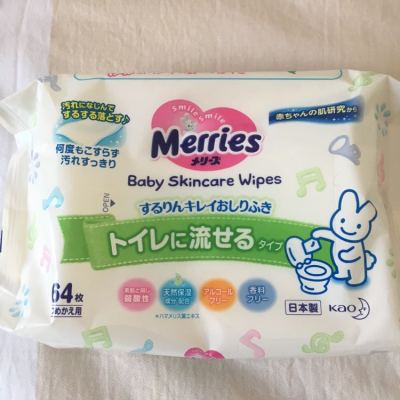 汚れになじんで
するする落とす♪
何度もこすらず
汚れすっきり
smile smile
Merries
メリーズ
赤ちゃんの肌研究から
Baby Skincare Wipes
OPEN
するりんキレイおしりふき
トイレに流せるタイプ
64枚
つめかえ用
素肌と同じ
弱酸性
天然保湿
成分配合
アルコール
フリー
香料
フリー
*ハマメリス葉エキス
日本製
kao